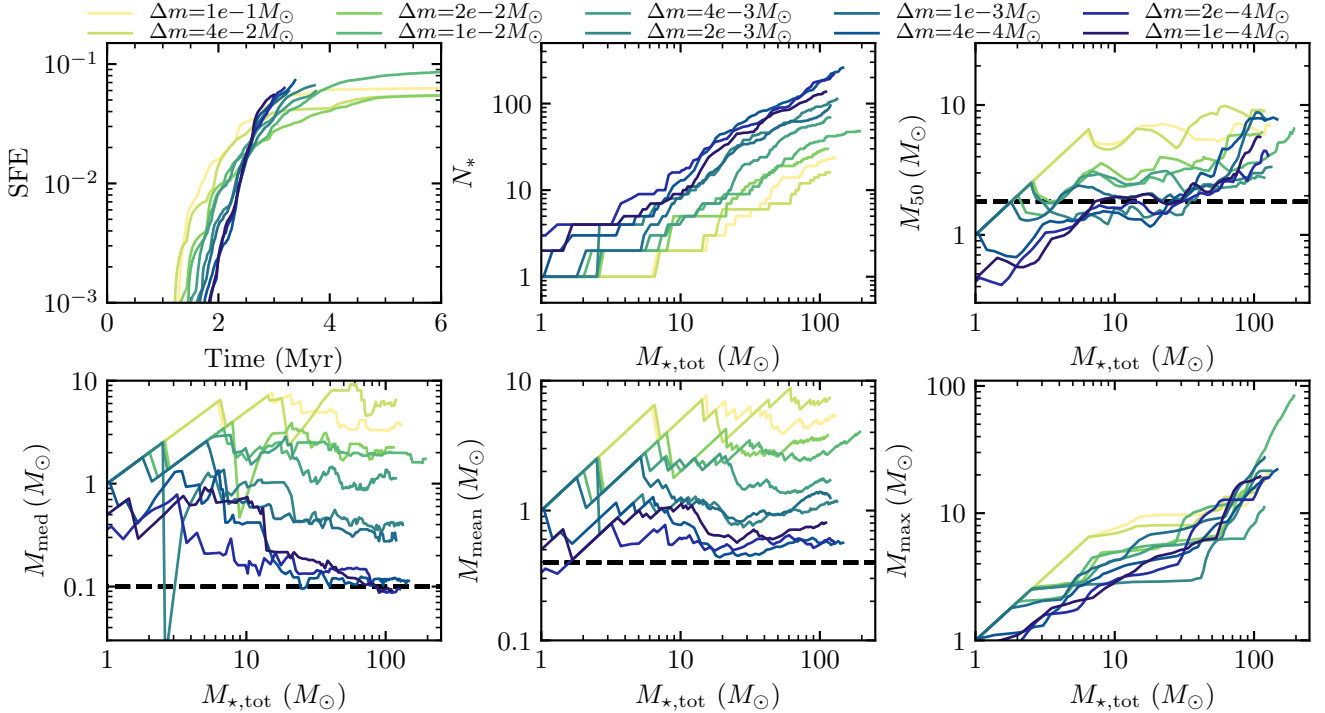 Δm=1e−1M⊙ Δm=2e−2M⊙ Δm=4e−3M⊙ Δm=1e−3M⊙ Δm=2e−4M⊙
Δm=4e−2M⊙ Δm=1e−2M⊙ Δm=2e−3M⊙ Δm=4e−4M⊙ Δm=1e−4M⊙
SFE
10⁻¹
10⁻²
10⁻³
0 2 4 6
Time (Myr)
N*
100
10
1
1 10 100
M⋆,tot (M⊙)
M50 (M⊙)
10
1
1 10 100
M⋆,tot (M⊙)
Mmed (M⊙)
10
1
0.1
1 10 100
M⋆,tot (M⊙)
Mmean (M⊙)
10
1
0.1
1 10 100
M⋆,tot (M⊙)
Mmax (M⊙)
100
10
1
1 10 100
M⋆,tot (M⊙)